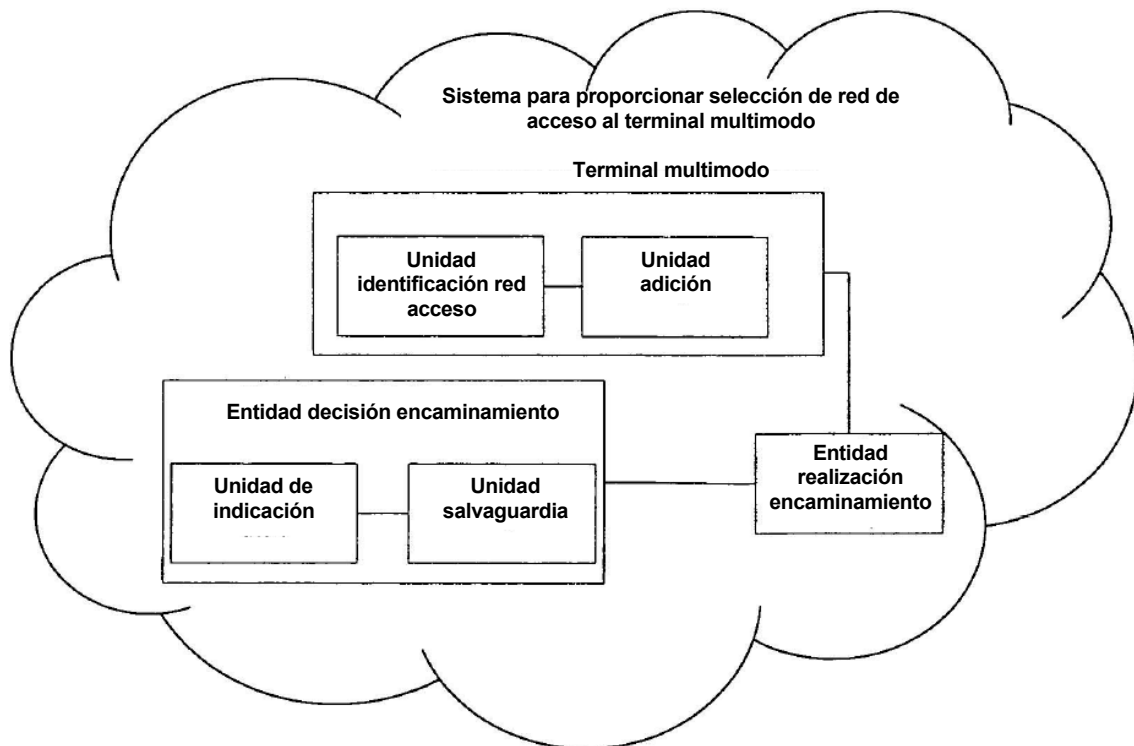 Sistema para proporcionar selección de red de
acceso al terminal multimodo
Terminal multimodo
Unidad
identificación red
acceso
Unidad
adición
Entidad decisión encaminamiento
Unidad de
indicación
Unidad
salvaguardia
Entidad
realización
encaminamiento